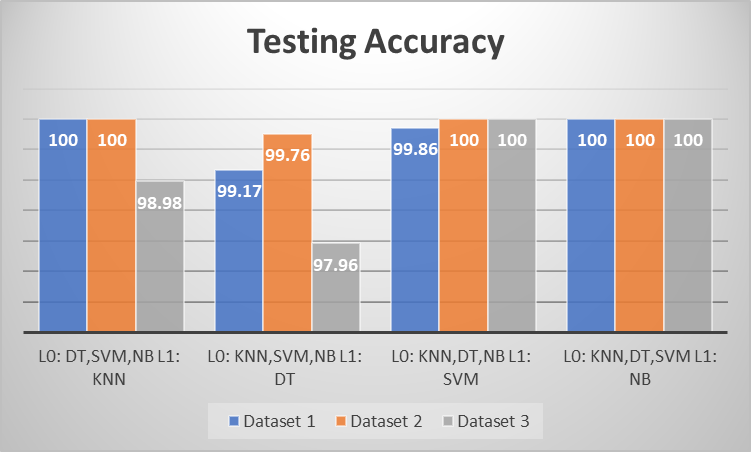 Testing Accuracy
100 100 98.98 99.17 99.76 97.96 99.86 100 100 100 100 100
L0: DT,SVM,NB L1: KNN
L0: KNN,SVM,NB L1: DT
L0: KNN,DT,NB L1: SVM
L0: KNN,DT,SVM L1: NB
Dataset 1 Dataset 2 Dataset 3